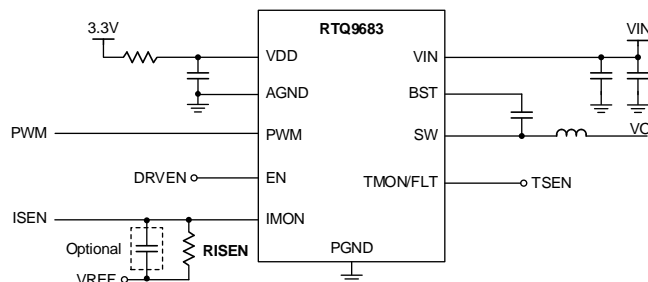 3.3V
RTQ9683
VIN
VDD
VIN
AGND
BST
PWM
PWM
SW
DRVEN
EN
TMON/FLT
TSEN
ISEN
IMON
Optional
RISEN
PGND
VREF